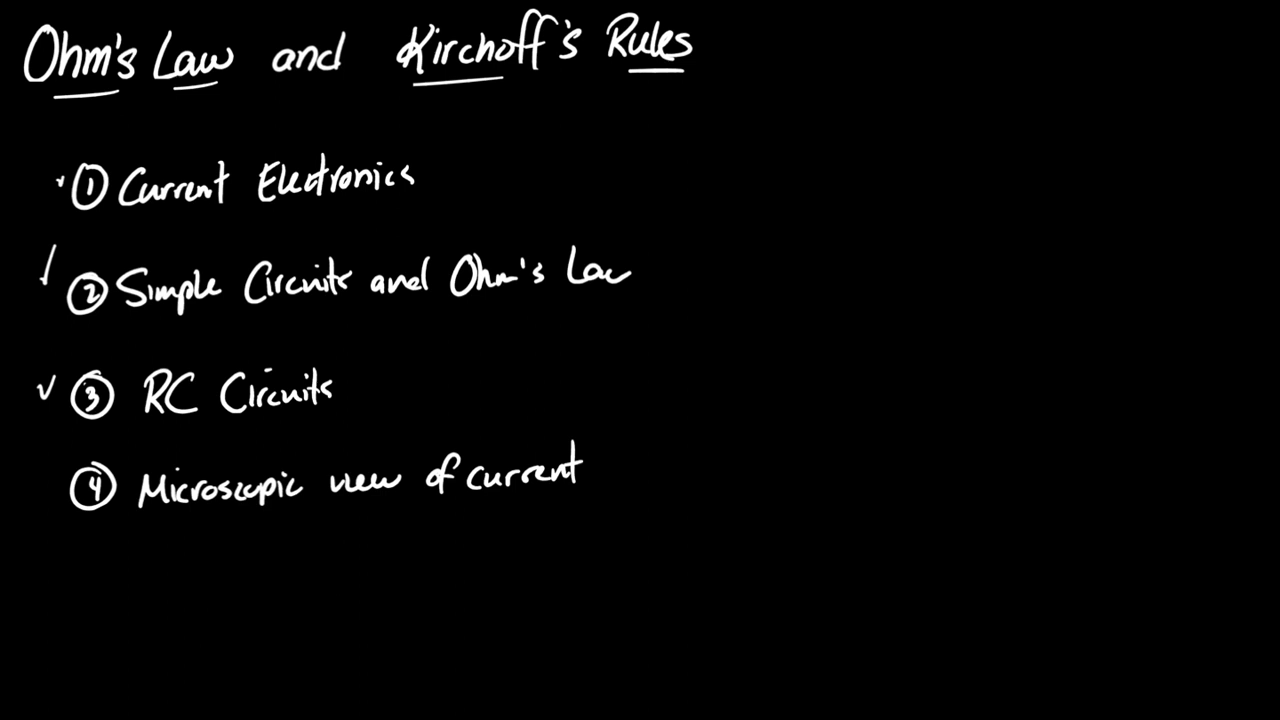 Ohm's Law and Kirchoff's Rules
① Current Electronics
② Simple Circuits and Ohm's Law
③ RC Circuits
④ Microscopic view of current